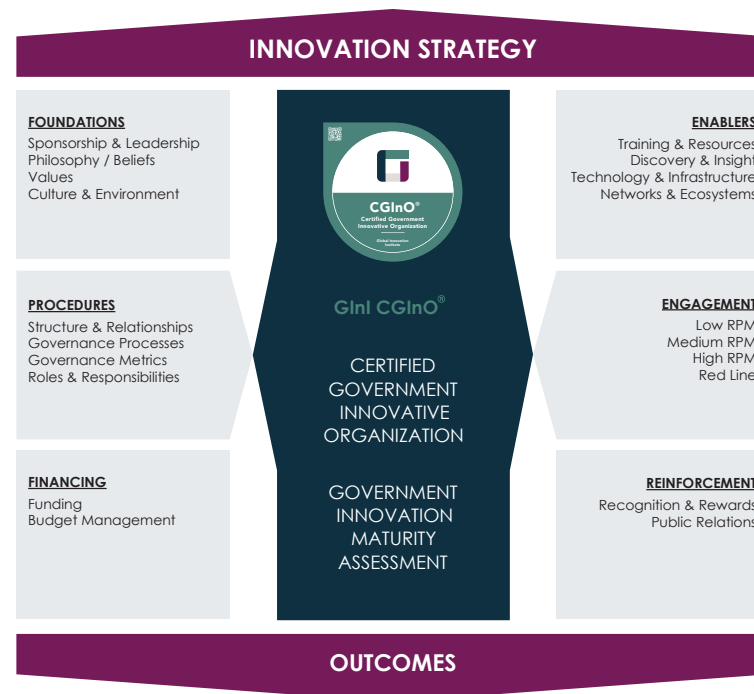 INNOVATION STRATEGY
FOUNDATIONS
Sponsorship & Leadership
Philosophy / Beliefs
Values
Culture & Environment
PROCEDURES
Structure & Relationships
Governance Processes
Governance Metrics
Roles & Responsibilities
FINANCING
Funding
Budget Management
CGInO®
Certified Government
Innovative Organization
Global Innovation
Institute
GInI CGInO®
CERTIFIED
GOVERNMENT
INNOVATIVE
ORGANIZATION
GOVERNMENT
INNOVATION
MATURITY
ASSESSMENT
ENABLERS
Training & Resources
Discovery & Insight
Technology & Infrastructure
Networks & Ecosystems
ENGAGEMENT
Low RPM
Medium RPM
High RPM
Red Line
REINFORCEMENT
Recognition & Rewards
Public Relations
OUTCOMES